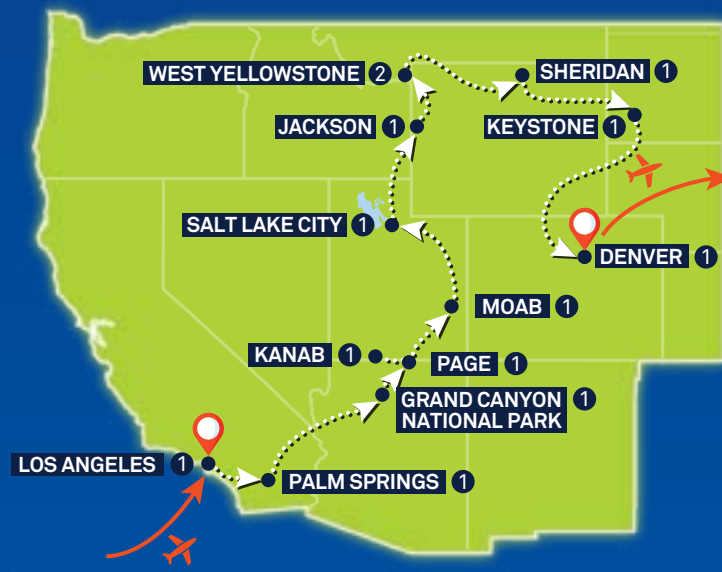 WEST YELLOWSTONE 2
SHERIDAN 1
JACKSON 1
KEYSTONE 1
SALT LAKE CITY 1
DENVER 1
MOAB 1
KANAB 1
PAGE 1
GRAND CANYON 1
NATIONAL PARK
LOS ANGELES 1
PALM SPRINGS 1